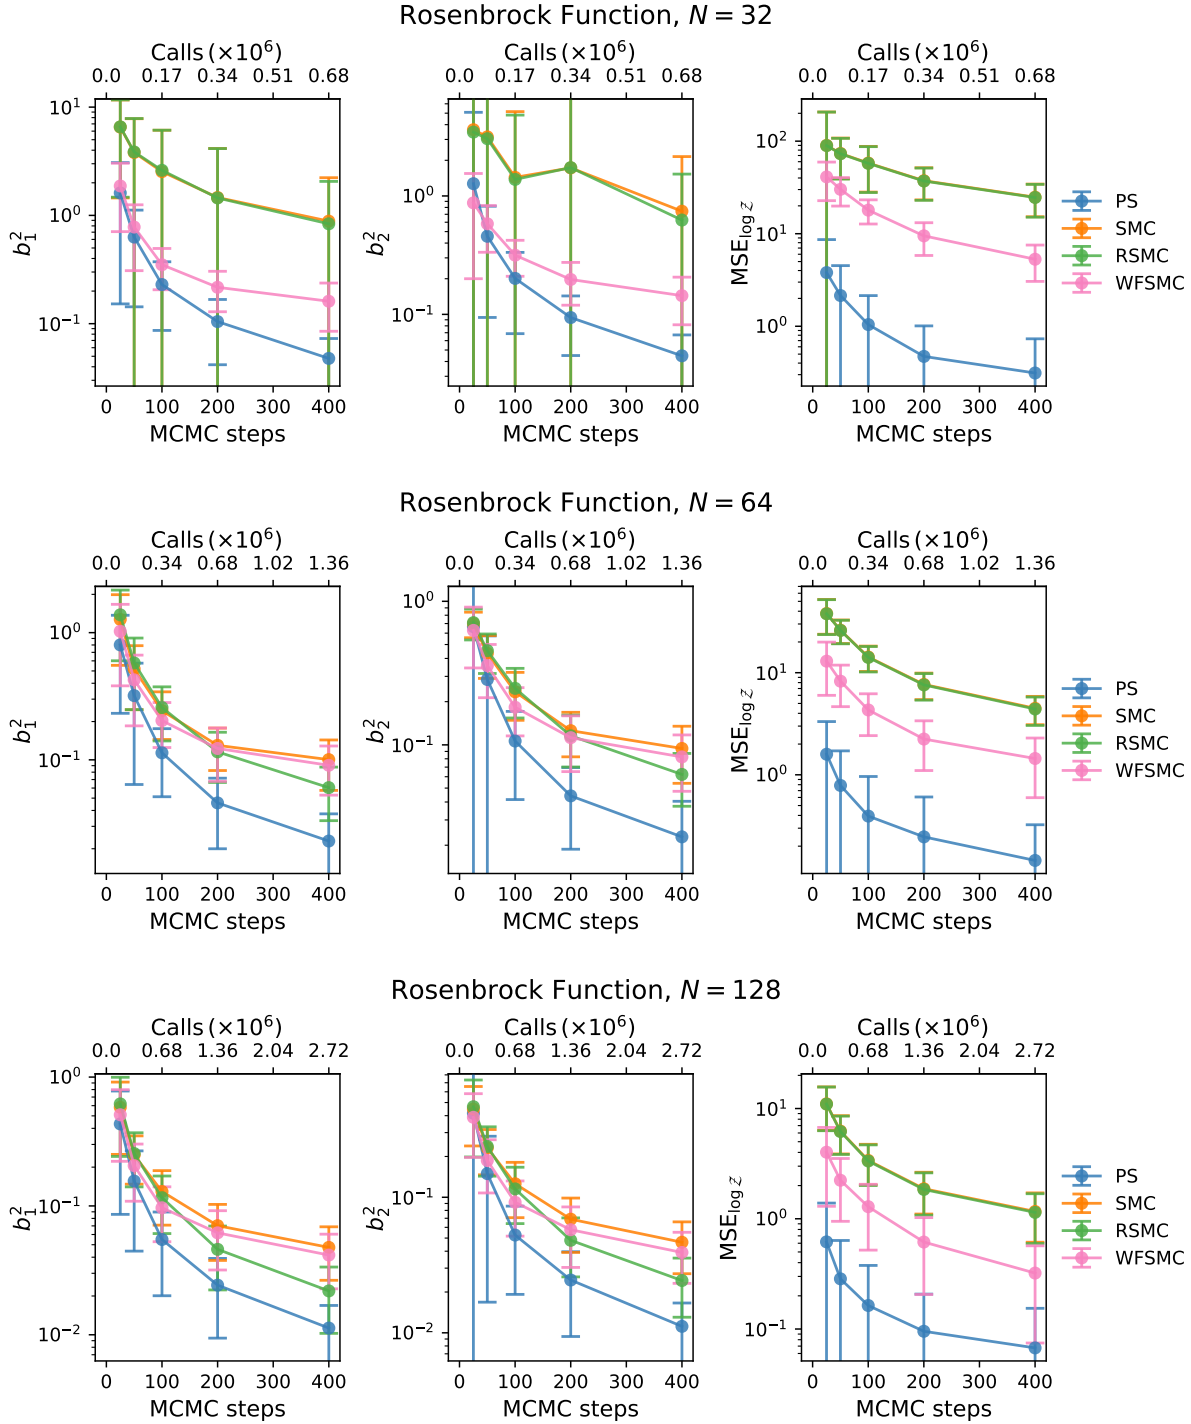 Rosenbrock Function, N = 32
Calls (×10⁶)
Calls (×10⁶)
Calls (×10⁶)
0.0 0.17 0.34 0.51 0.68
0.0 0.17 0.34 0.51 0.68
0.0 0.17 0.34 0.51 0.68
10¹
10⁰
10⁻¹
b₁²
0 100 200 300 400
MCMC steps
10⁰
10⁻¹
b₂²
0 100 200 300 400
MCMC steps
10²
10¹
10⁰
MSE_log 𝒵
0 100 200 300 400
MCMC steps
PS
SMC
RSMC
WFSMC
Rosenbrock Function, N = 64
Calls (×10⁶)
Calls (×10⁶)
Calls (×10⁶)
0.0 0.34 0.68 1.02 1.36
0.0 0.34 0.68 1.02 1.36
0.0 0.34 0.68 1.02 1.36
10⁰
10⁻¹
b₁²
0 100 200 300 400
MCMC steps
10⁰
10⁻¹
b₂²
0 100 200 300 400
MCMC steps
10¹
10⁰
MSE_log 𝒵
0 100 200 300 400
MCMC steps
PS
SMC
RSMC
WFSMC
Rosenbrock Function, N = 128
Calls (×10⁶)
Calls (×10⁶)
Calls (×10⁶)
0.0 0.68 1.36 2.04 2.72
0.0 0.68 1.36 2.04 2.72
0.0 0.68 1.36 2.04 2.72
10⁰
10⁻¹
10⁻²
b₁²
0 100 200 300 400
MCMC steps
10⁻¹
10⁻²
b₂²
0 100 200 300 400
MCMC steps
10¹
10⁰
10⁻¹
MSE_log 𝒵
0 100 200 300 400
MCMC steps
PS
SMC
RSMC
WFSMC